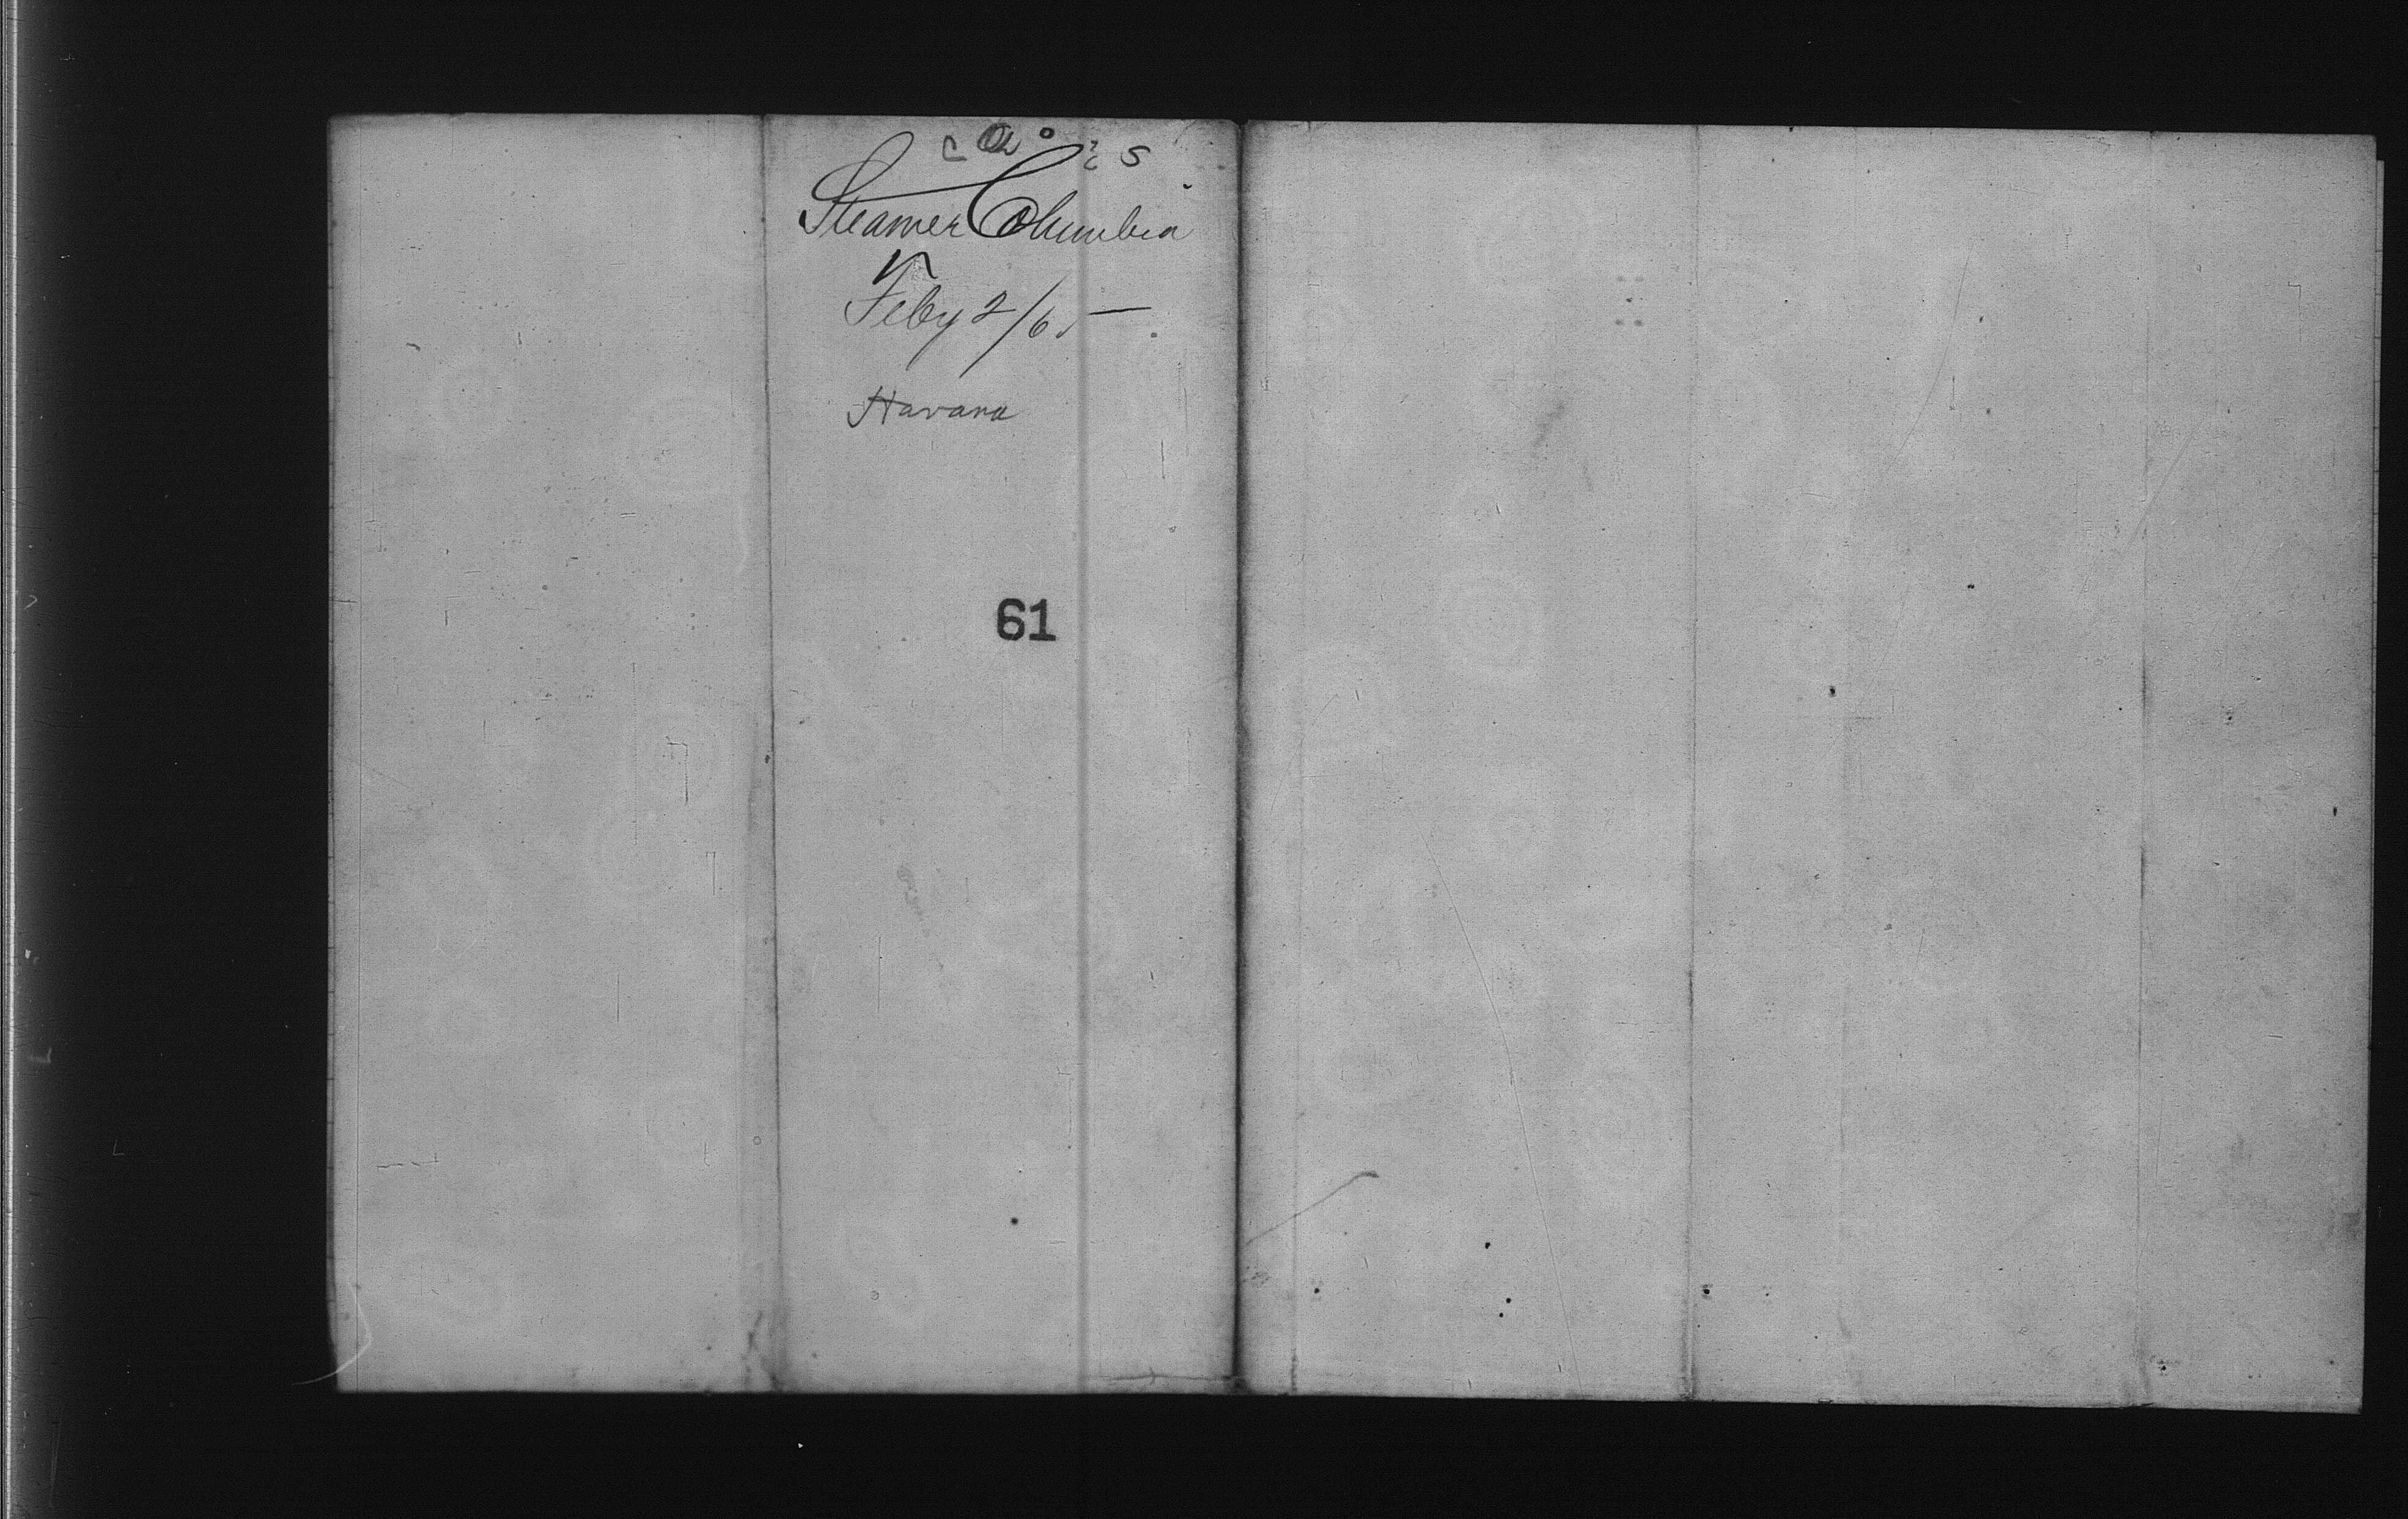 Steamer Columbia
Feby 2/65
Havana
61